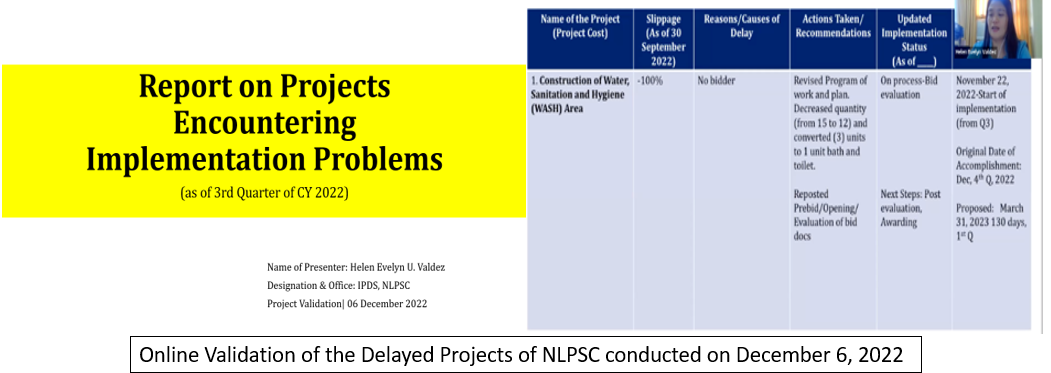 Report on Projects
Encountering
Implementation Problems
(as of 3rd Quarter of CY 2022)
Name of Presenter: Helen Evelyn U. Valdez
Designation & Office: IPDS, NLPSC
Project Validation| 06 December 2022
Name of the Project
(Project Cost)
Slippage
(As of 30
September
2022)
Reasons/Causes of
Delay
Actions Taken/
Recommendations
Updated
Implementation
Status
(As of ___)
Helen Evelyn Valdez
1. Construction of Water,
Sanitation and Hygiene
(WASH) Area
-100%
No bidder
Revised Program of
work and plan.
Decreased quantity
(from 15 to 12) and
converted (3) units
to 1 unit bath and
toilet.
Reposted
Prebid/Opening/
Evaluation of bid
docs
On process-Bid
evaluation
Next Steps: Post
evaluation,
Awarding
November 22,
2022-Start of
implementation
(from Q3)
Original Date of
Accomplishment:
Dec, 4th Q, 2022
Proposed: March
31, 2023 130 days,
1st Q
Online Validation of the Delayed Projects of NLPSC conducted on December 6, 2022